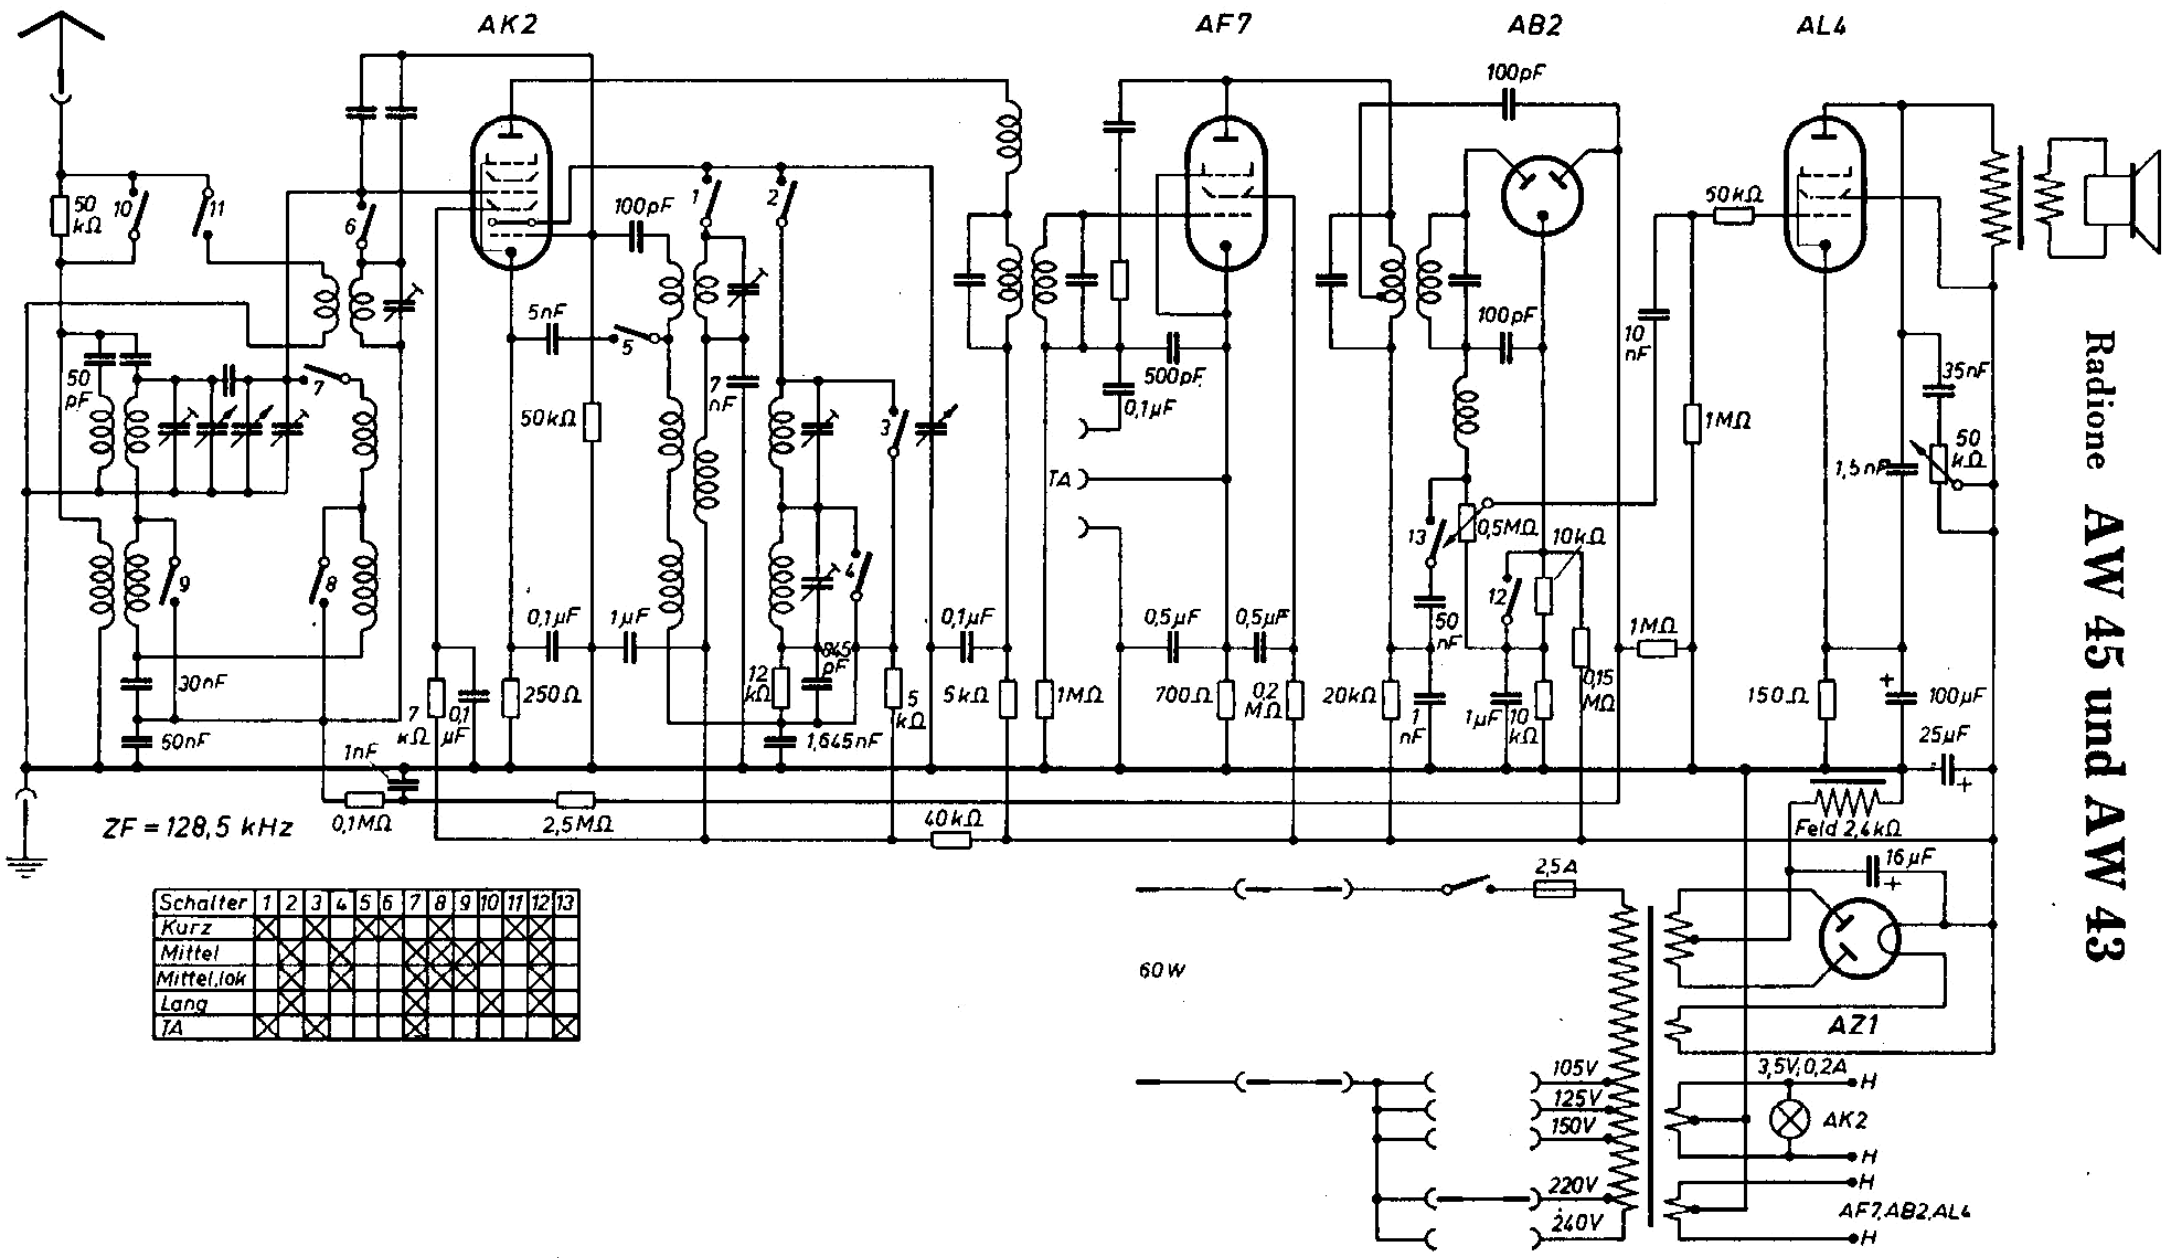 AK2
AF7
AB2
AL4
100pF
50
kΩ
10
11
6
100pF
1
2
50kΩ
5nF
5
7
nF
100pF
10
nF
50
pF
7
500pF
0,1µF
35nF
50kΩ
3
1MΩ
50
kΩ
1,5nF
TA
13
0,5MΩ
10kΩ
9
8
4
12
0,1µF
1µF
845
pF
0,1µF
0,5µF
0,5µF
50
nF
1MΩ
30nF
7
kΩ
0,1
µF
250Ω
12
kΩ
5
kΩ
5kΩ
1MΩ
700Ω
0,2
MΩ
20kΩ
1
nF
1µF
10
kΩ
0,15
MΩ
150Ω
+
100µF
50nF
1nF
1,645nF
25µF
-
+
ZF = 128,5 kHz
0,1MΩ
2,5MΩ
40kΩ
Feld 2,4kΩ
16µF
+
2,5A
Schalter 1 2 3 4 5 6 7 8 9 10 11 12 13
Kurz
Mittel
Mittel,lok
Lang
TA
60W
AZ1
105V
125V
150V
220V
240V
3,5V;0,2A
H
AK2
H
H
AF7,AB2,AL4
H
Radione AW 45 und AW 43